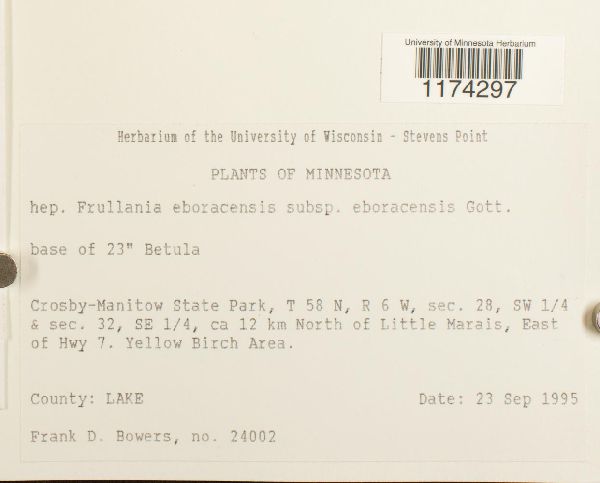 University of Minnesota Herbarium
1174297
Herbarium of the University of Wisconsin - Stevens Point
PLANTS OF MINNESOTA
hep. Frullania eboracensis subsp. eboracensis Gott.
base of 23" Betula
Crosby-Manitow State Park, T 58 N, R 6 W, sec. 28, SW 1/4
& sec. 32, SE 1/4, ca 12 km North of Little Marais, East
of Hwy 7. Yellow Birch Area.
County: LAKE Date: 23 Sep 1995
Frank D. Bowers, no. 24002